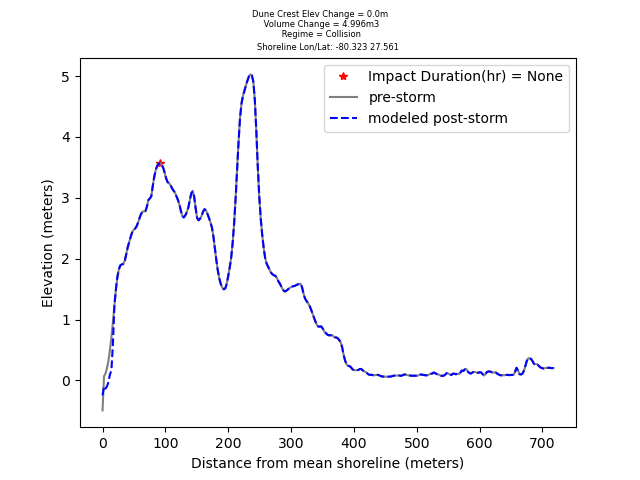 Dune Crest Elev Change = 0.0m
Volume Change = 4.996m3
Regime = Collision
Shoreline Lon/Lat: -80.323 27.561
Impact Duration(hr) = None
pre-storm
modeled post-storm
Elevation (meters)
5
4
3
2
1
0
0 100 200 300 400 500 600 700
Distance from mean shoreline (meters)